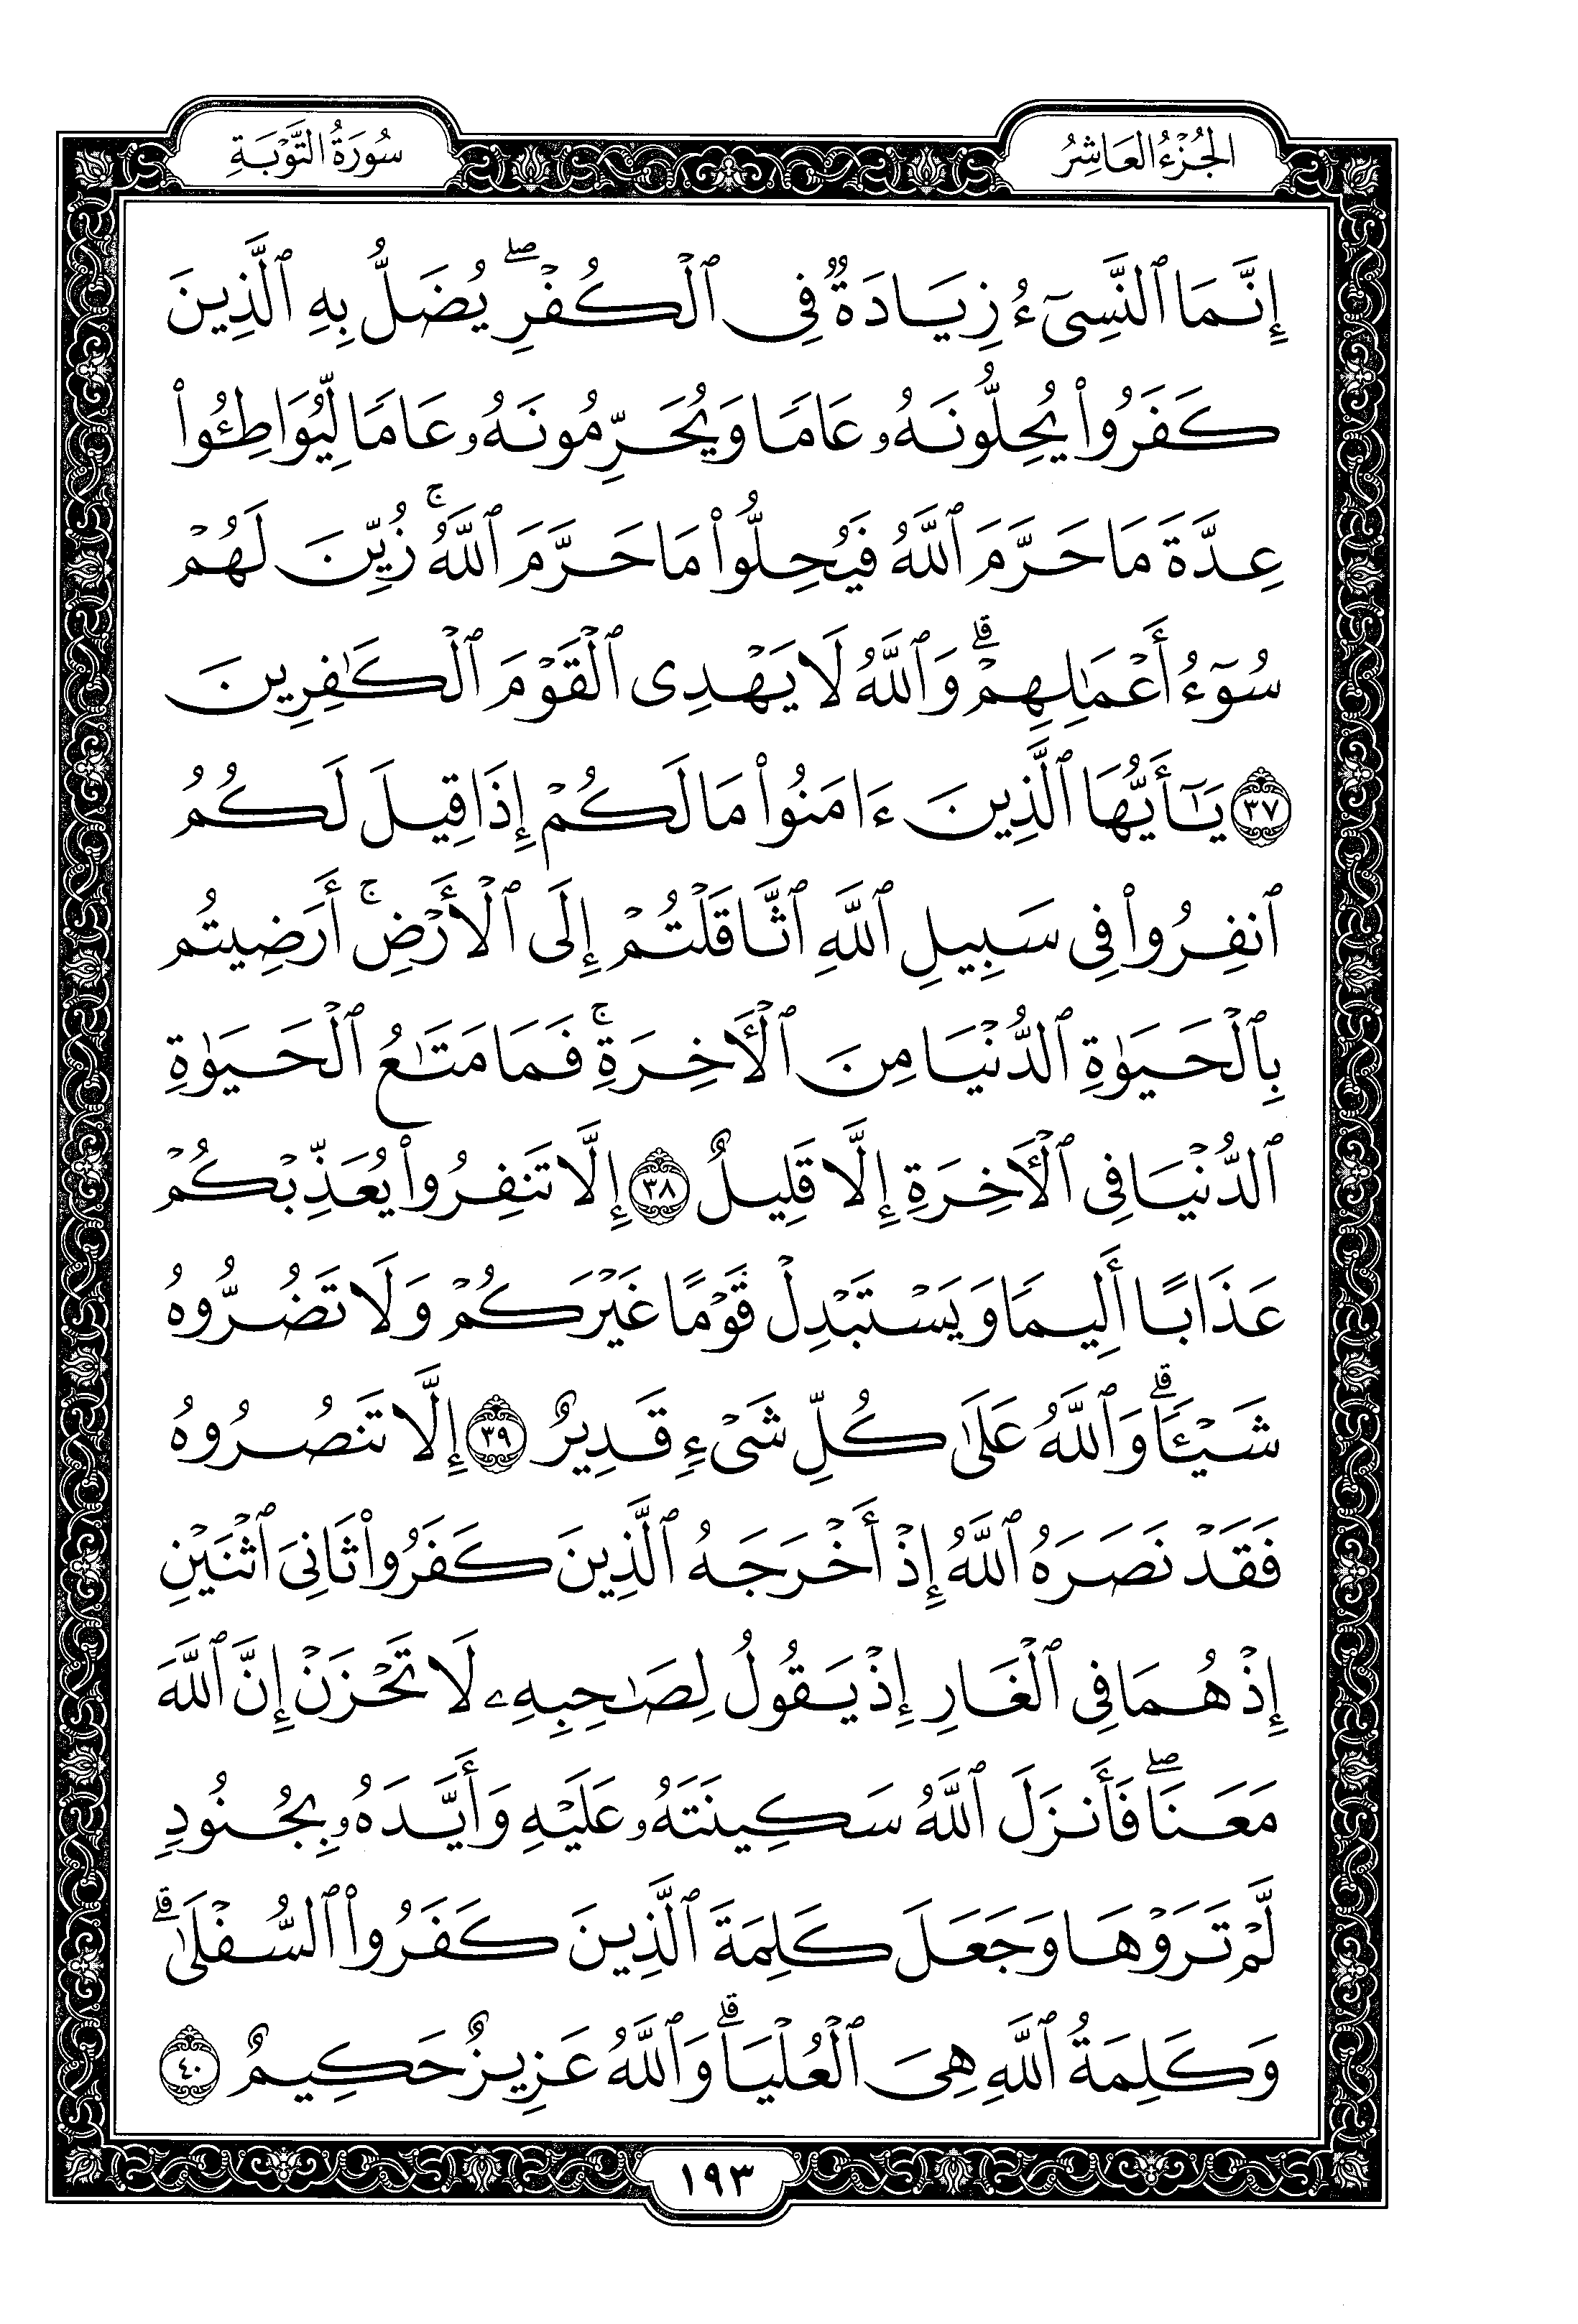 الجُزْءُ العَاشِرُ
سُورَةُ التَّوْبَةِ
إِنَّمَا ٱلنَّسِىٓءُ زِيَادَةٌ فِى ٱلْكُفْرِ ۖ يُضَلُّ بِهِ ٱلَّذِينَ
كَفَرُوا۟ يُحِلُّونَهُۥ عَامًا وَيُحَرِّمُونَهُۥ عَامًا لِّيُوَاطِـُٔوا۟
عِدَّةَ مَا حَرَّمَ ٱللَّهُ فَيُحِلُّوا۟ مَا حَرَّمَ ٱللَّهُ ۚ زُيِّنَ لَهُمْ
سُوٓءُ أَعْمَـٰلِهِمْ ۗ وَٱللَّهُ لَا يَهْدِى ٱلْقَوْمَ ٱلْكَـٰفِرِينَ
٣٧ يَـٰٓأَيُّهَا ٱلَّذِينَ ءَامَنُوا۟ مَا لَكُمْ إِذَا قِيلَ لَكُمُ
ٱنفِرُوا۟ فِى سَبِيلِ ٱللَّهِ ٱثَّاقَلْتُمْ إِلَى ٱلْأَرْضِ ۚ أَرَضِيتُم
بِٱلْحَيَوٰةِ ٱلدُّنْيَا مِنَ ٱلْـَٔاخِرَةِ ۚ فَمَا مَتَـٰعُ ٱلْحَيَوٰةِ
ٱلدُّنْيَا فِى ٱلْـَٔاخِرَةِ إِلَّا قَلِيلٌ ٣٨ إِلَّا تَنفِرُوا۟ يُعَذِّبْكُمْ
عَذَابًا أَلِيمًا وَيَسْتَبْدِلْ قَوْمًا غَيْرَكُمْ وَلَا تَضُرُّوهُ
شَيْـًٔا ۗ وَٱللَّهُ عَلَىٰ كُلِّ شَىْءٍ قَدِيرٌ ٣٩ إِلَّا تَنصُرُوهُ
فَقَدْ نَصَرَهُ ٱللَّهُ إِذْ أَخْرَجَهُ ٱلَّذِينَ كَفَرُوا۟ ثَانِىَ ٱثْنَيْنِ
إِذْ هُمَا فِى ٱلْغَارِ إِذْ يَقُولُ لِصَـٰحِبِهِۦ لَا تَحْزَنْ إِنَّ ٱللَّهَ
مَعَنَا ۖ فَأَنزَلَ ٱللَّهُ سَكِينَتَهُۥ عَلَيْهِ وَأَيَّدَهُۥ بِجُنُودٍ
لَّمْ تَرَوْهَا وَجَعَلَ كَلِمَةَ ٱلَّذِينَ كَفَرُوا۟ ٱلسُّفْلَىٰ ۗ
وَكَلِمَةُ ٱللَّهِ هِىَ ٱلْعُلْيَا ۗ وَٱللَّهُ عَزِيزٌ حَكِيمٌ ٤٠
١٩٣